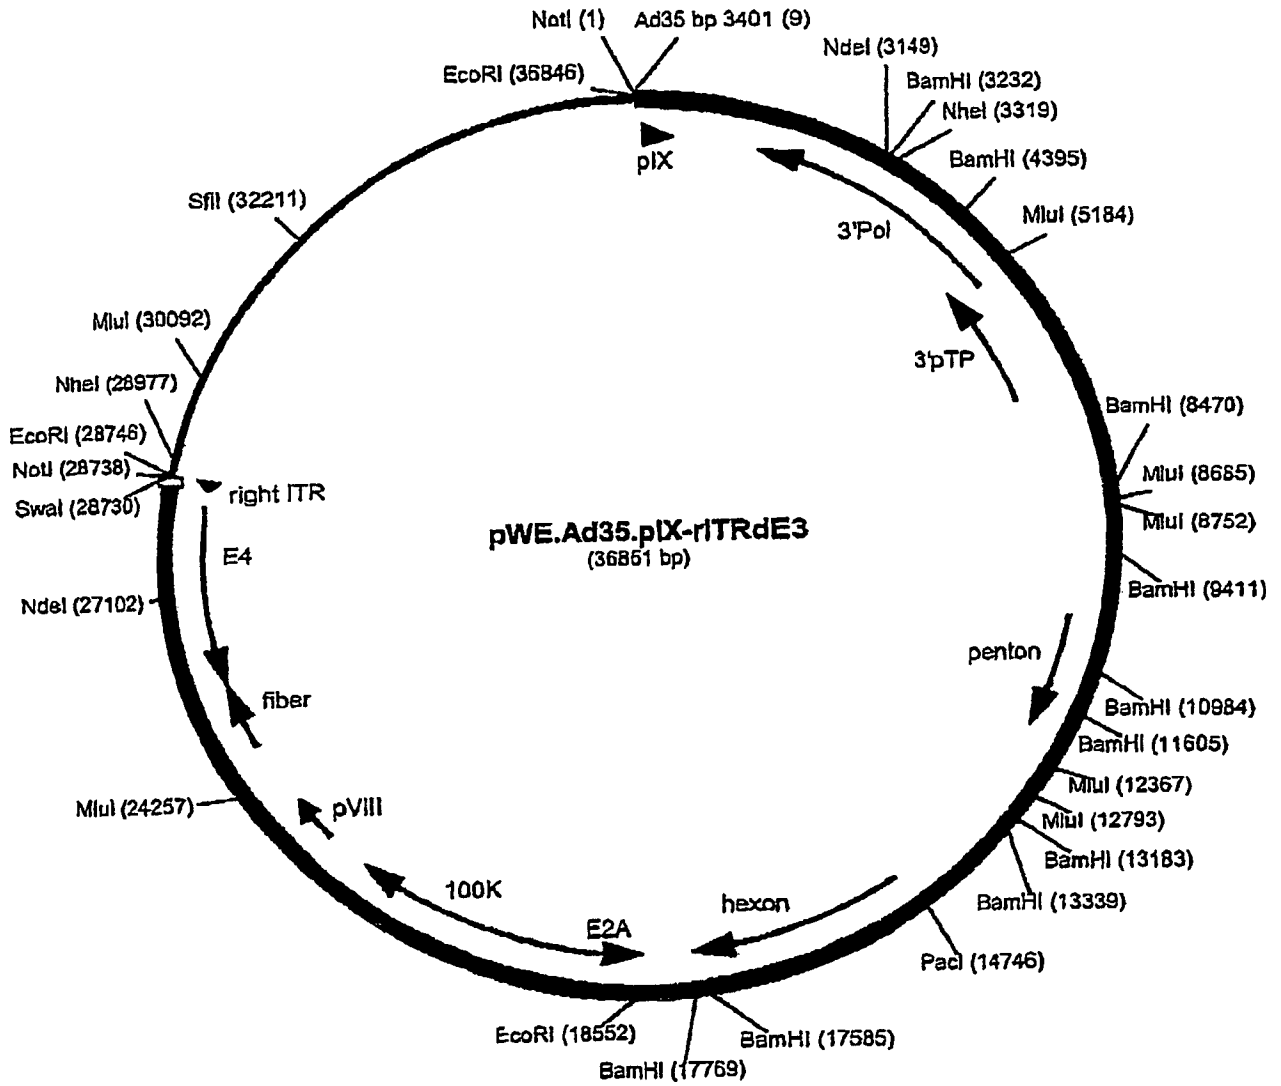 NotI (1)
Ad35 bp 3401 (9)
NdeI (3149)
EcoRI (36846)
BamHI (3232)
NheI (3319)
pIX
BamHI (4395)
SfiI (32211)
MluI (5184)
3'Pol
MluI (30092)
3'pTP
NheI (28977)
BamHI (8470)
EcoRI (28746)
NotI (28738)
MluI (8685)
right ITR
SwaI (28730)
MluI (8752)
pWE.Ad35.pIX-rITRdE3
(36851 bp)
E4
BamHI (9411)
NdeI (27102)
penton
fiber
BamHI (10984)
BamHI (11605)
MluI (12367)
MluI (24257)
pVIII
MluI (12793)
BamHI (13183)
100K
hexon
BamHI (13339)
E2A
PacI (14746)
EcoRI (18552)
BamHI (17585)
BamHI (17769)